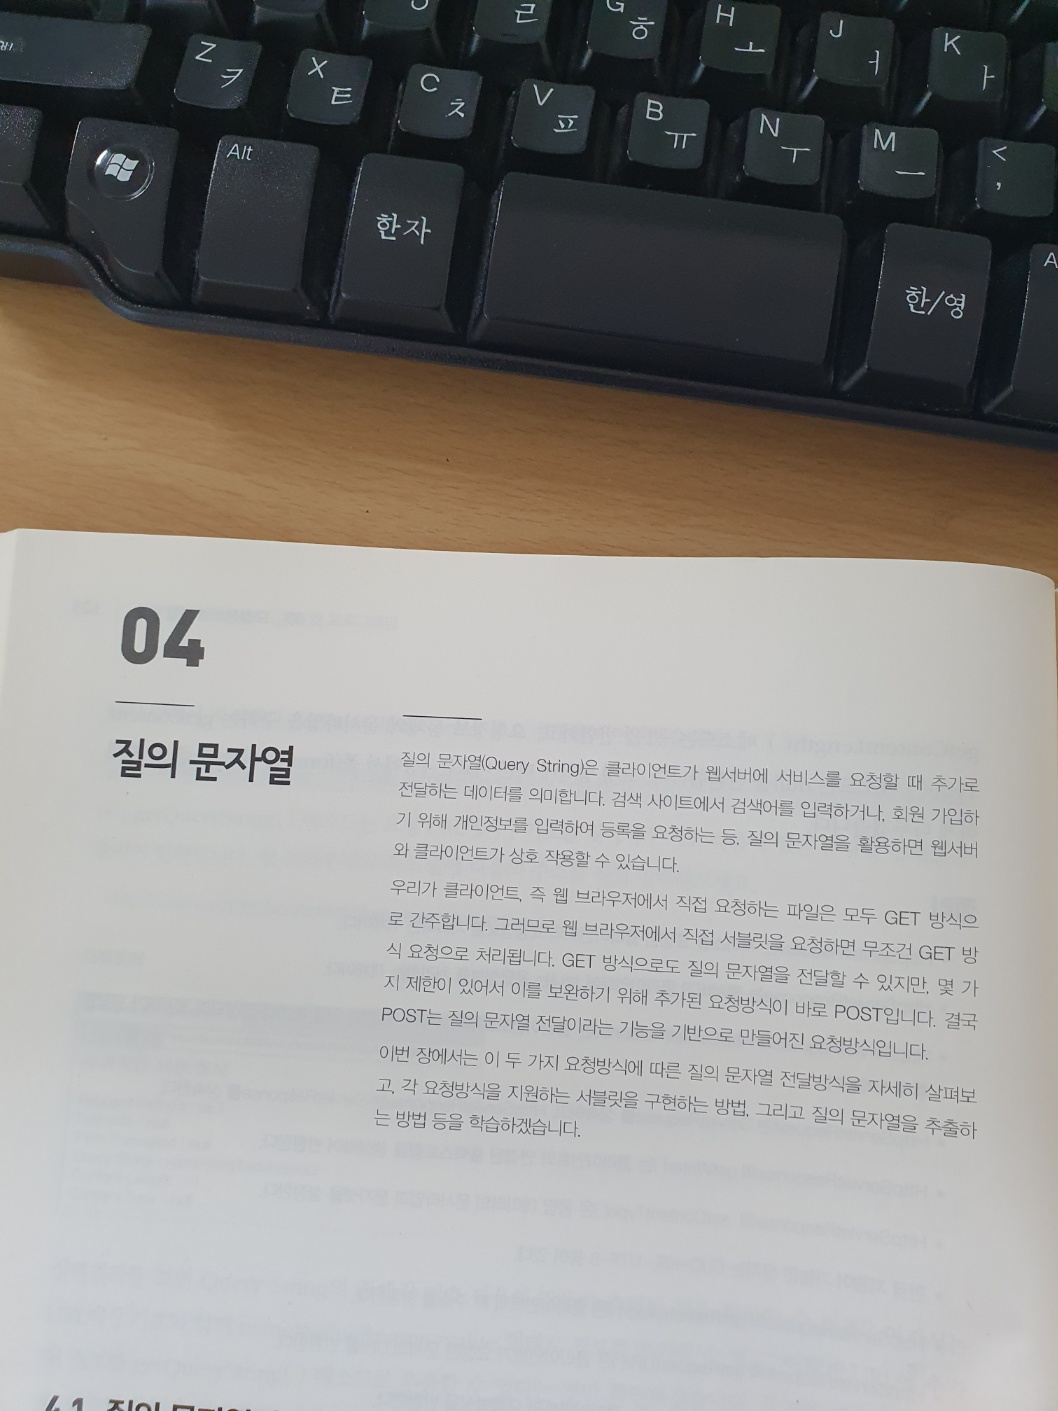 ㄹ
G ㅎ
H ㅗ
J ㅓ
K ㅏ
Z ㅋ
X ㅌ
C ㅊ
V ㅍ
B ㅠ
N ㅜ
M ㅡ
< ,
Alt
한자
한/영
A
04
질의 문자열
질의 문자열(Query String)은 클라이언트가 웹서버에 서비스를 요청할 때 추가로
전달하는 데이터를 의미합니다. 검색 사이트에서 검색어를 입력하거나, 회원 가입하
기 위해 개인정보를 입력하여 등록을 요청하는 등, 질의 문자열을 활용하면 웹서버
와 클라이언트가 상호 작용할 수 있습니다.
우리가 클라이언트, 즉 웹 브라우저에서 직접 요청하는 파일은 모두 GET 방식으
로 간주합니다. 그러므로 웹 브라우저에서 직접 서블릿을 요청하면 무조건 GET 방
식 요청으로 처리됩니다. GET 방식으로도 질의 문자열을 전달할 수 있지만, 몇 가
지 제한이 있어서 이를 보완하기 위해 추가된 요청방식이 바로 POST입니다. 결국
POST는 질의 문자열 전달이라는 기능을 기반으로 만들어진 요청방식입니다.
이번 장에서는 이 두 가지 요청방식에 따른 질의 문자열 전달방식을 자세히 살펴보
고, 각 요청방식을 지원하는 서블릿을 구현하는 방법, 그리고 질의 문자열을 추출하
는 방법 등을 학습하겠습니다.
4.1 질의 문자열